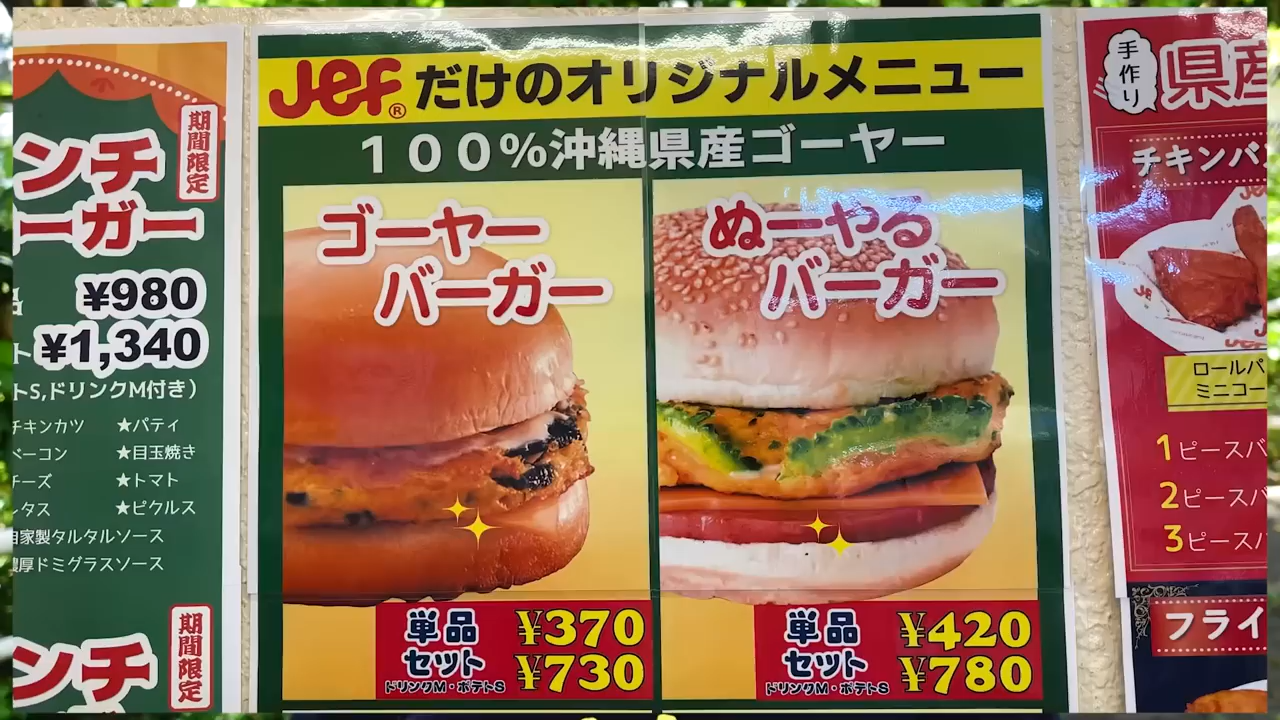 期間限定
ンチ
ーガー
¥980
¥1,340
トS,ドリンクM付き）
チキンカツ ★パティ
ベーコン ★目玉焼き
チーズ ★トマト
レタス ★ピクルス
自家製タルタルソース
濃厚ドミグラスソース
期間限定
ンチ
Jef® だけのオリジナルメニュー
１００％沖縄県産ゴーヤー
ゴーヤー
バーガー
単品 ¥370
セット ¥730
ドリンクM・ポテトS
ぬーやる
バーガー
単品 ¥420
セット ¥780
ドリンクM・ポテトS
手作り
県産
チキンバ
Jef
ロールパ
ミニコー
1ピースバ
2ピースバ
3ピースバ
フライ